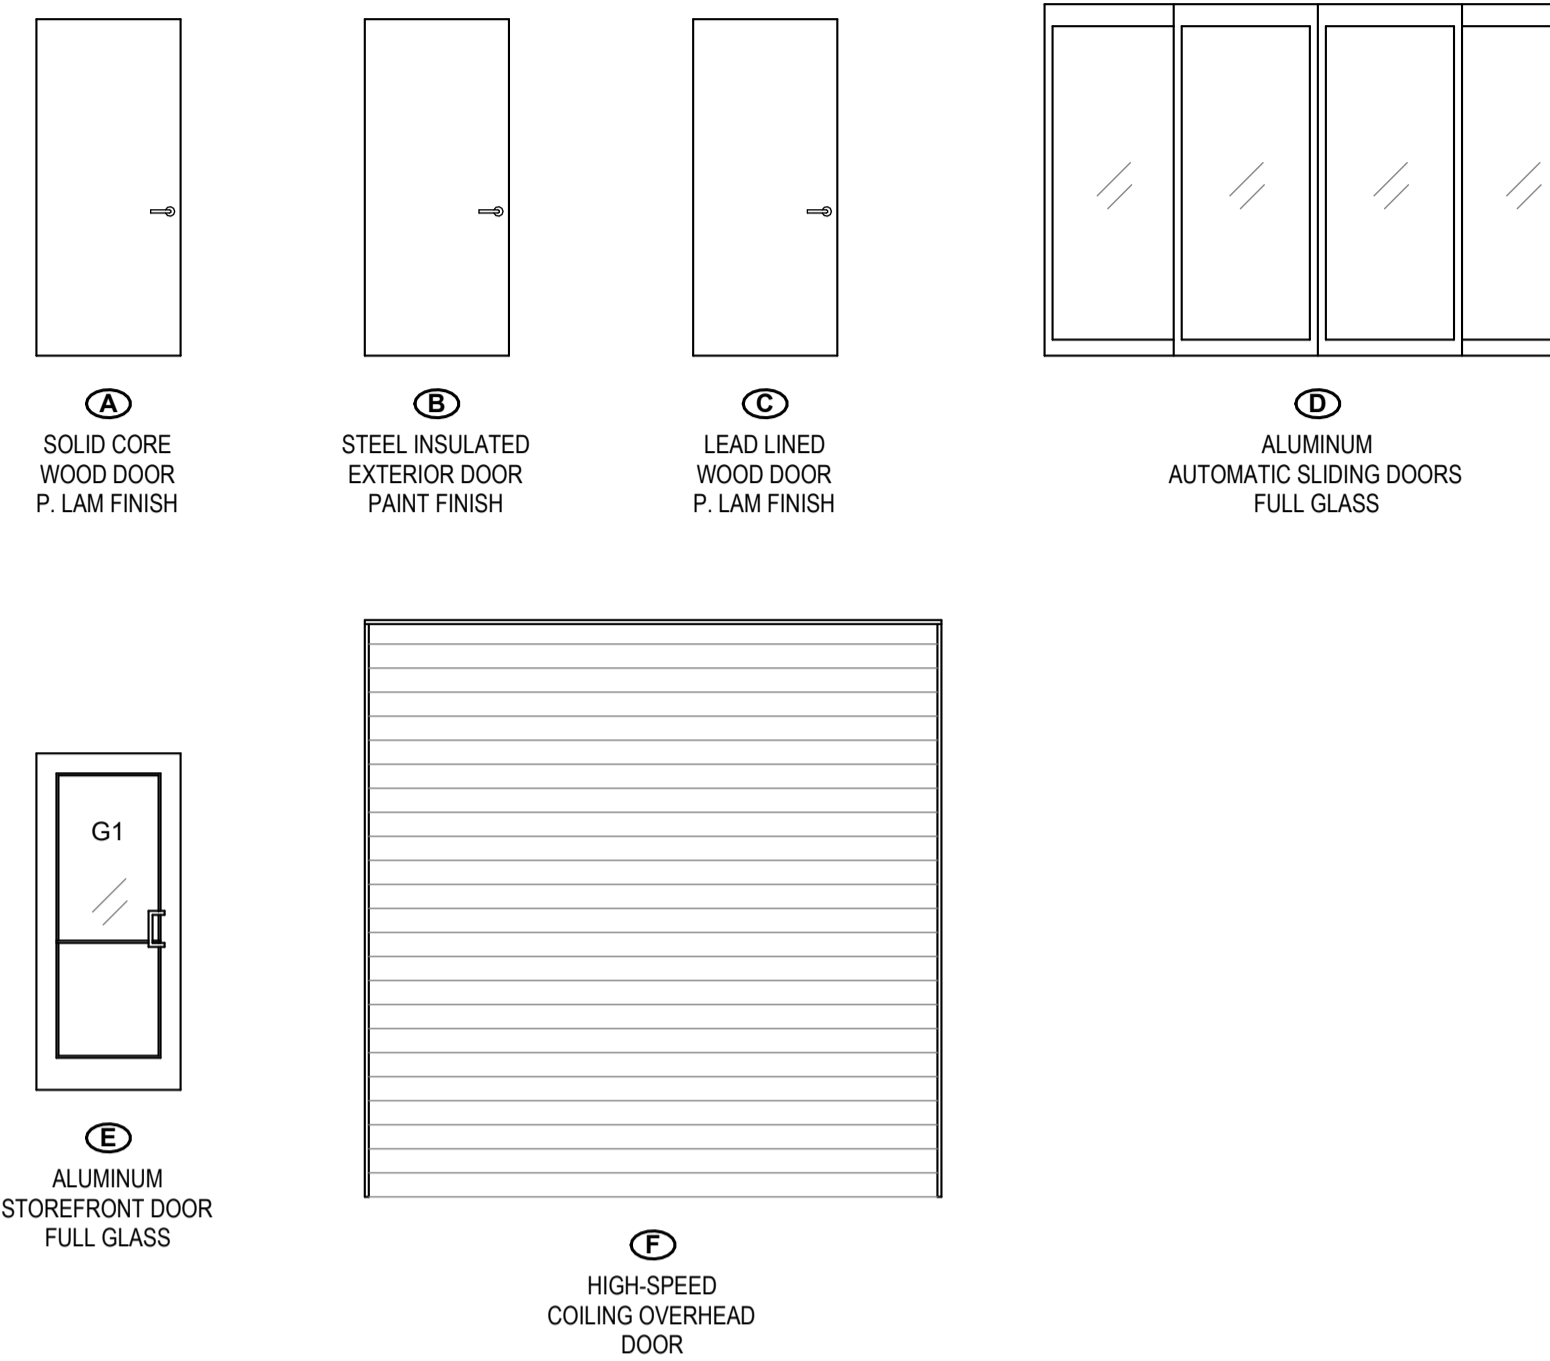 A
SOLID CORE
WOOD DOOR
P. LAM FINISH
B
STEEL INSULATED
EXTERIOR DOOR
PAINT FINISH
C
LEAD LINED
WOOD DOOR
P. LAM FINISH
D
ALUMINUM
AUTOMATIC SLIDING DOORS
FULL GLASS
G1
E
ALUMINUM
STOREFRONT DOOR
FULL GLASS
F
HIGH-SPEED
COILING OVERHEAD
DOOR